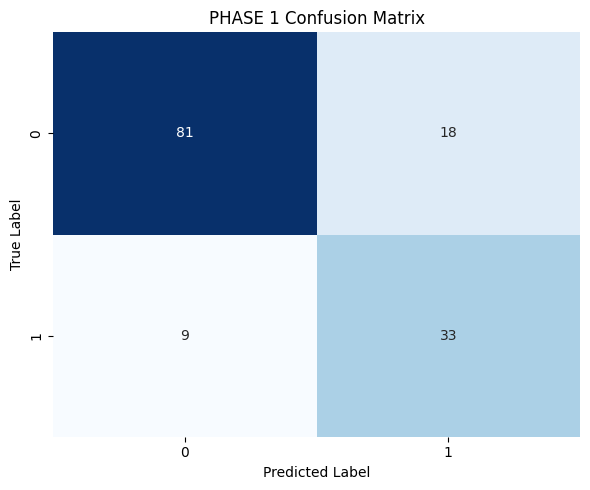 PHASE 1 Confusion Matrix
True Label
0
81
18
1
9
33
0
1
Predicted Label